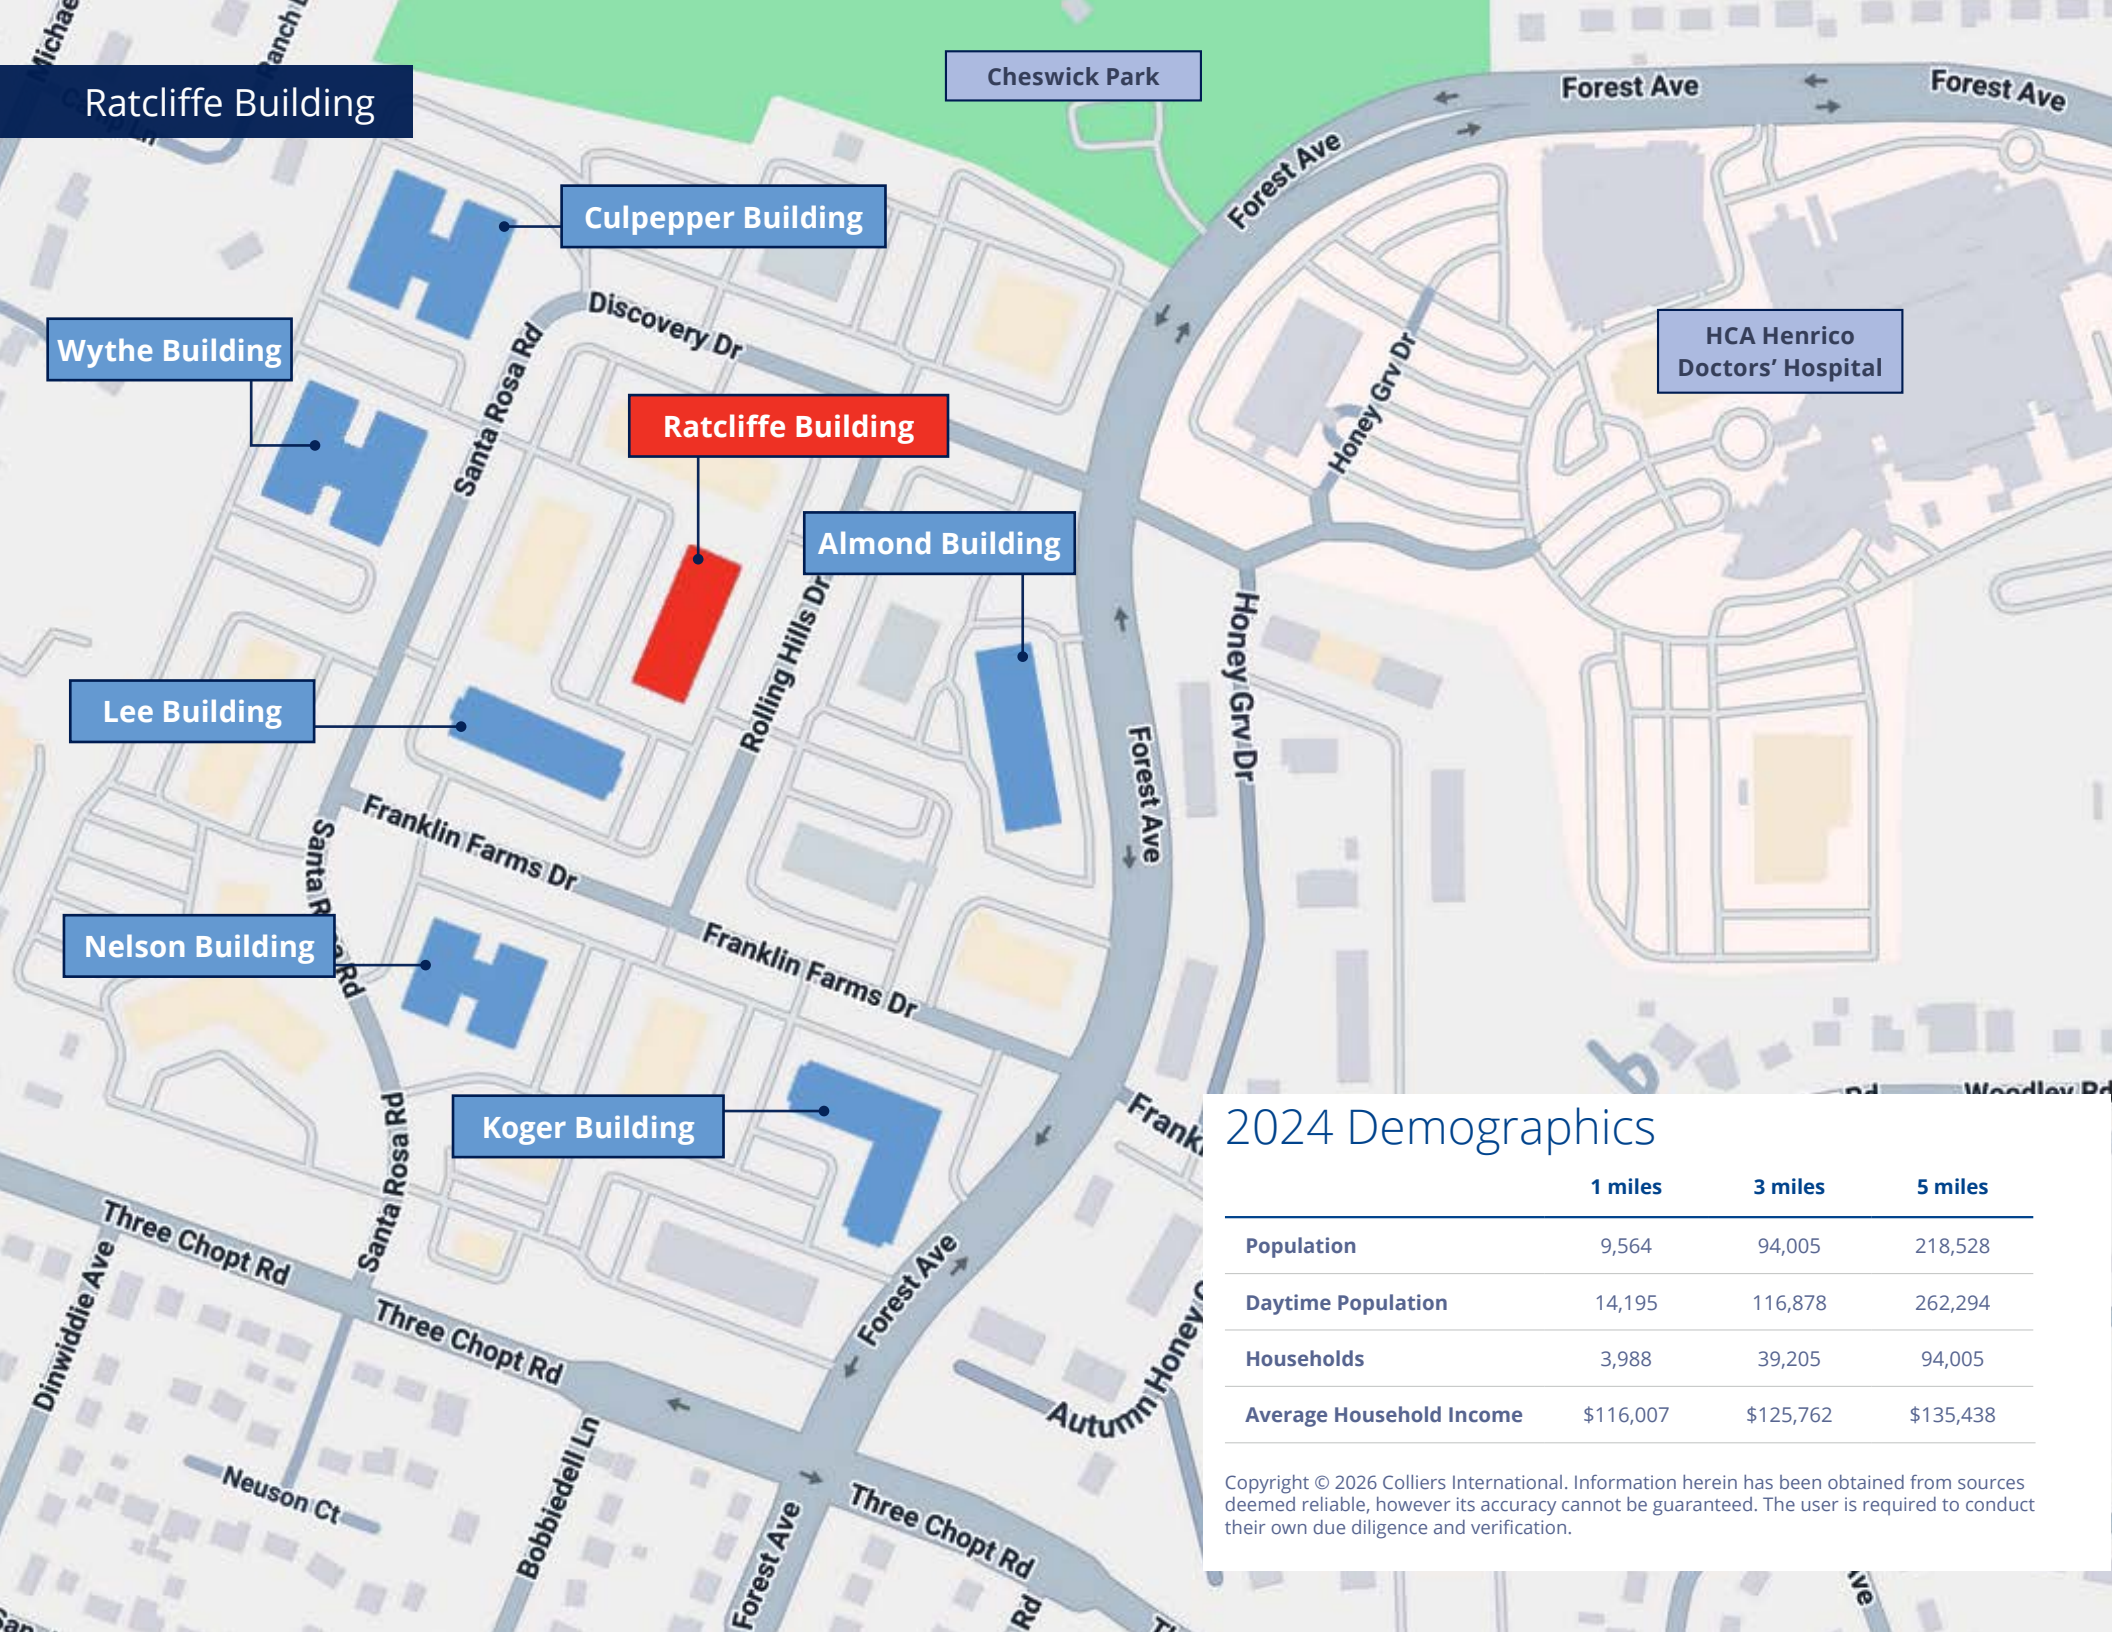 Ratcliffe Building
Cheswick Park
Forest Ave
Forest Ave
Forest Ave
Culpepper Building
Discovery Dr
Wythe Building
Santa Rosa Rd
HCA Henrico
Doctors’ Hospital
Honey Grv Dr
Ratcliffe Building
Almond Building
Rolling Hills Dr
Honey Grv Dr
Lee Building
Forest Ave
Franklin Farms Dr
Nelson Building
Franklin Farms Dr
Santa Rosa Rd
Koger Building
Three Chopt Rd
Dinwiddie Ave
Forest Ave
Three Chopt Rd
Autumn Honey
Neuson Ct
Bobbiedell Ln
Forest Ave
Three Chopt Rd
Rd
Woodley Rd
2024 Demographics
1 miles 3 miles 5 miles
Population 9,564 94,005 218,528
Daytime Population 14,195 116,878 262,294
Households 3,988 39,205 94,005
Average Household Income $116,007 $125,762 $135,438
Copyright © 2026 Colliers International. Information herein has been obtained from sources
deemed reliable, however its accuracy cannot be guaranteed. The user is required to conduct
their own due diligence and verification.